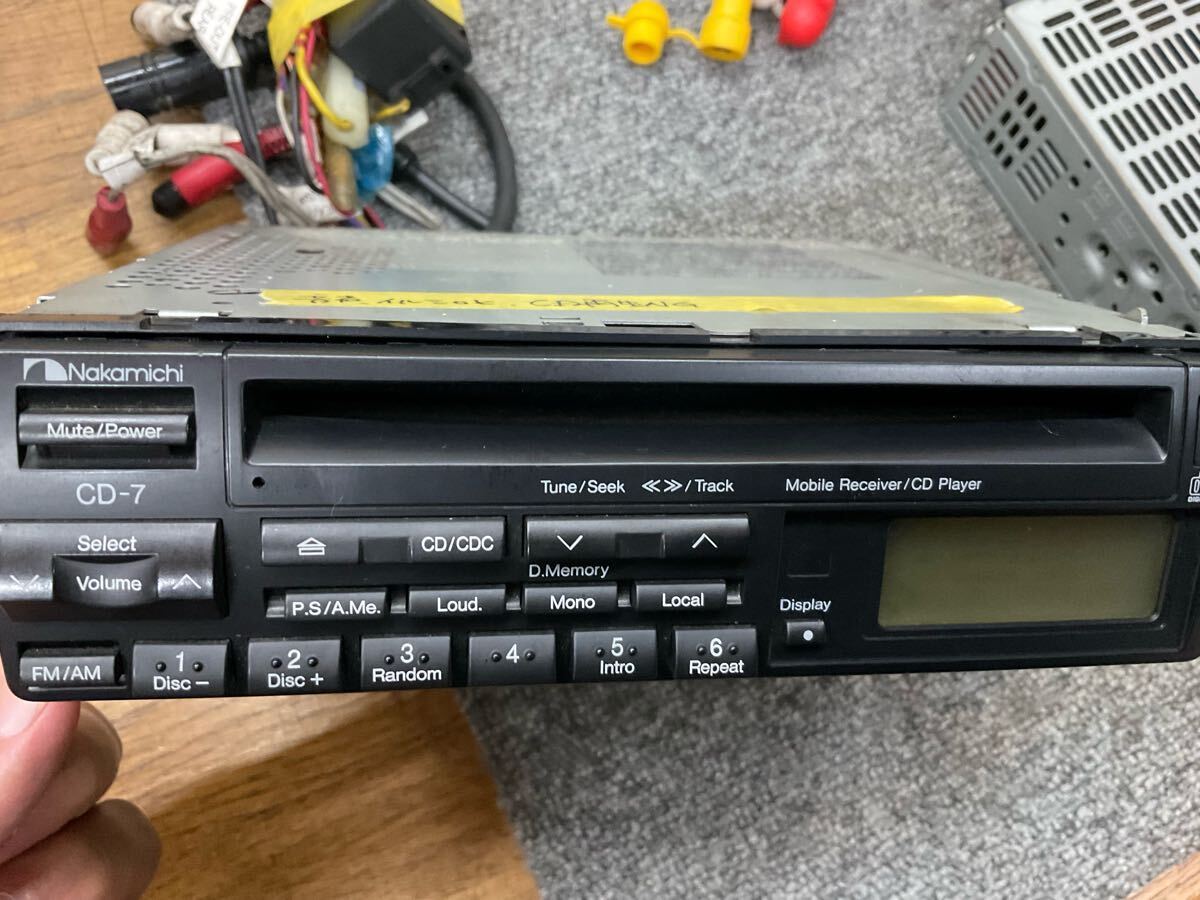 Nakamichi
Mute/Power
CD-7
Tune/Seek ≪≫/Track
Mobile Receiver/CD Player
Select
Volume
CD/CDC
D.Memory
P.S/A.Me.
Loud.
Mono
Local
Display
FM/AM
1
Disc −
2
Disc +
3
Random
4
5
Intro
6
Repeat